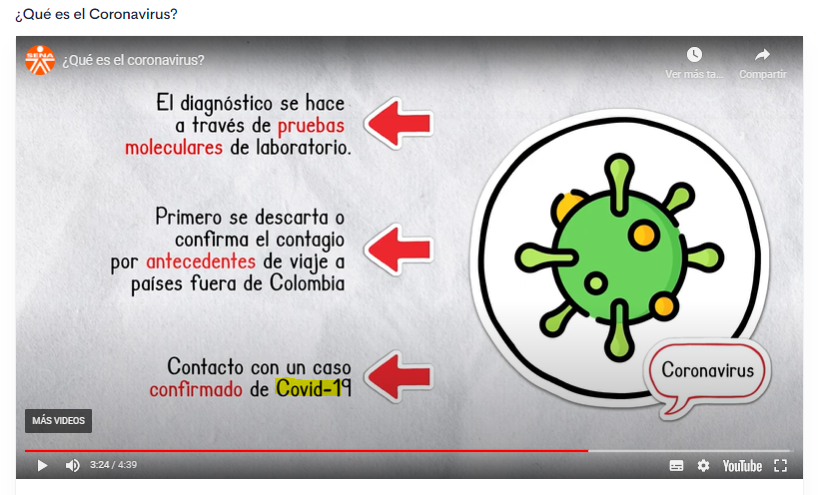 ¿Qué es el Coronavirus?
SENA
¿Qué es el coronavirus?
Ver más ta...
Compartir
El diagnóstico se hace
a través de pruebas
moleculares de laboratorio.
Primero se descarta o
confirma el contagio
por antecedentes de viaje a
países fuera de Colombia
Contacto con un caso
confirmado de Covid-19
Coronavirus
MÁS VIDEOS
3:24 / 4:39
YouTube